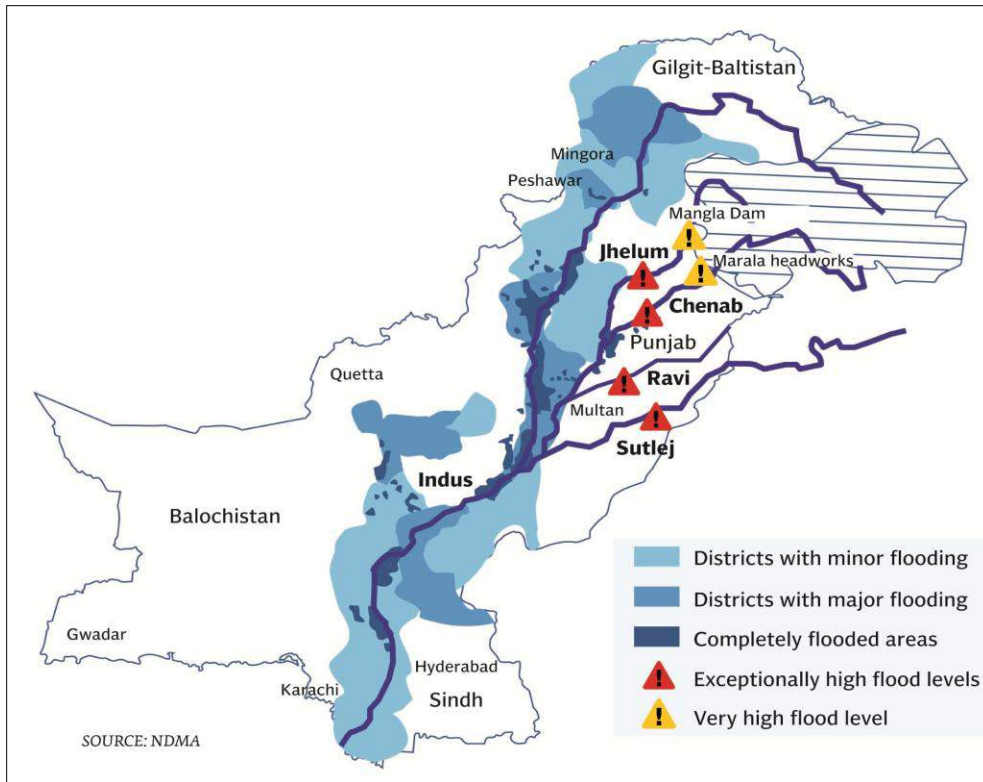 Gilgit-Baltistan
Mingora
Peshawar
Mangla Dam
Jhelum
Marala headworks
Chenab
Punjab
Quetta
Ravi
Multan
Sutlej
Indus
Balochistan
Districts with minor flooding
Districts with major flooding
Gwadar
Completely flooded areas
Hyderabad
Karachi
Sindh
Exceptionally high flood levels
Very high flood level
SOURCE: NDMA